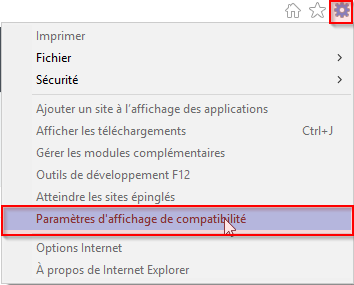 Imprimer
Fichier
Sécurité
Ajouter un site à l'affichage des applications
Afficher les téléchargements Ctrl+J
Gérer les modules complémentaires
Outils de développement F12
Atteindre les sites épinglés
Paramètres d'affichage de compatibilité
Options Internet
À propos de Internet Explorer